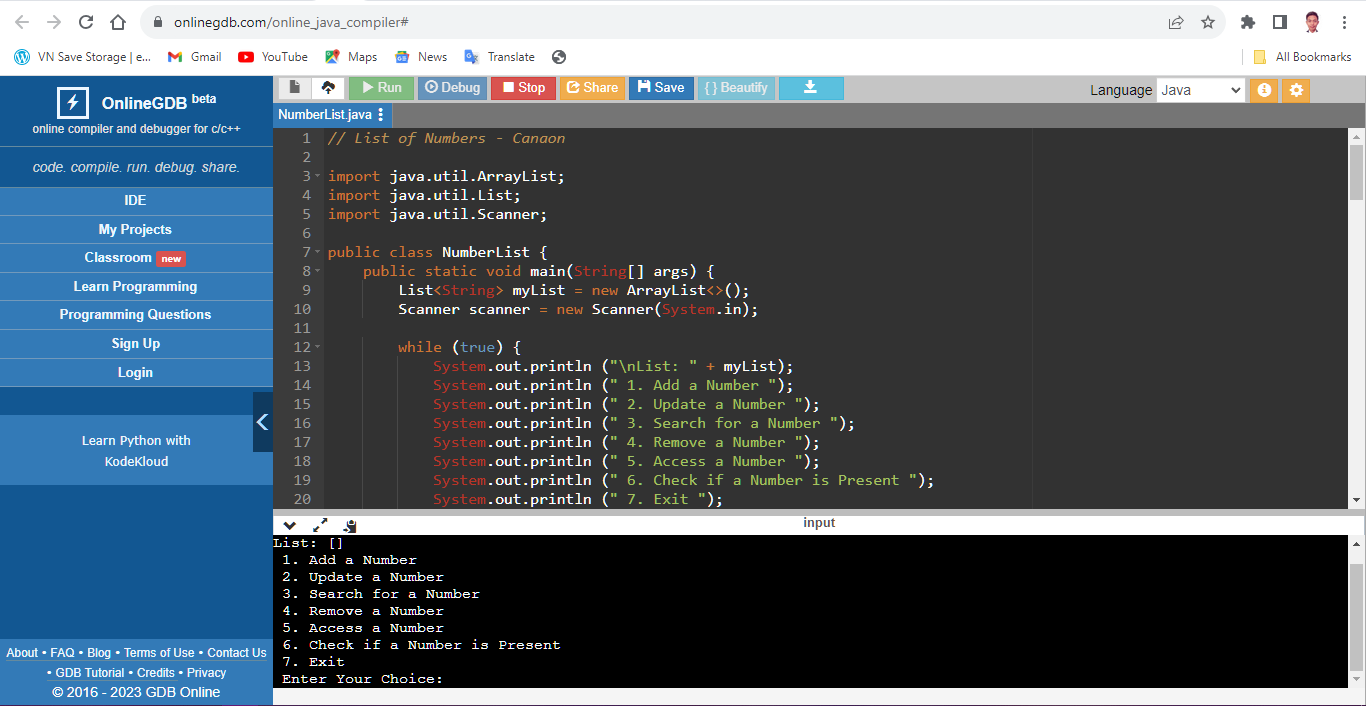 onlinegdb.com/online_java_compiler#
VN Save Storage | e...
Gmail
YouTube
Maps
News
Translate
All Bookmarks
OnlineGDB beta
online compiler and debugger for c/c++
code. compile. run. debug. share.
IDE
My Projects
Classroom new
Learn Programming
Programming Questions
Sign Up
Login
Learn Python with
KodeKloud
About • FAQ • Blog • Terms of Use • Contact Us
• GDB Tutorial • Credits • Privacy
© 2016 - 2023 GDB Online
Run
Debug
Stop
Share
Save
{ } Beautify
Language Java
NumberList.java
1 // List of Numbers - Canaon
2
3 import java.util.ArrayList;
4 import java.util.List;
5 import java.util.Scanner;
6
7 public class NumberList {
8     public static void main(String[] args) {
9         List<String> myList = new ArrayList<>();
10         Scanner scanner = new Scanner(System.in);
11
12         while (true) {
13             System.out.println ("\nList: " + myList);
14             System.out.println (" 1. Add a Number ");
15             System.out.println (" 2. Update a Number ");
16             System.out.println (" 3. Search for a Number ");
17             System.out.println (" 4. Remove a Number ");
18             System.out.println (" 5. Access a Number ");
19             System.out.println (" 6. Check if a Number is Present ");
20             System.out.println (" 7. Exit ");
input
List: []
1. Add a Number
2. Update a Number
3. Search for a Number
4. Remove a Number
5. Access a Number
6. Check if a Number is Present
7. Exit
Enter Your Choice: